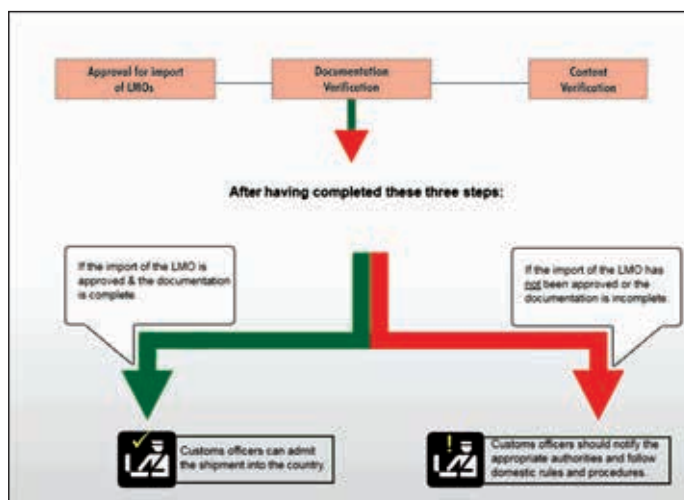 Approval for import
of LMOs
Documentation
Verification
Content
Verification
After having completed these three steps:
If the import of the LMO is
approved & the documentation
is complete.
If the import of the LMO has
not been approved or the
documentation is incomplete.
Customs officers can admit
the shipment into the country.
Customs officers should notify the
appropriate authorities and follow
domestic rules and procedures.